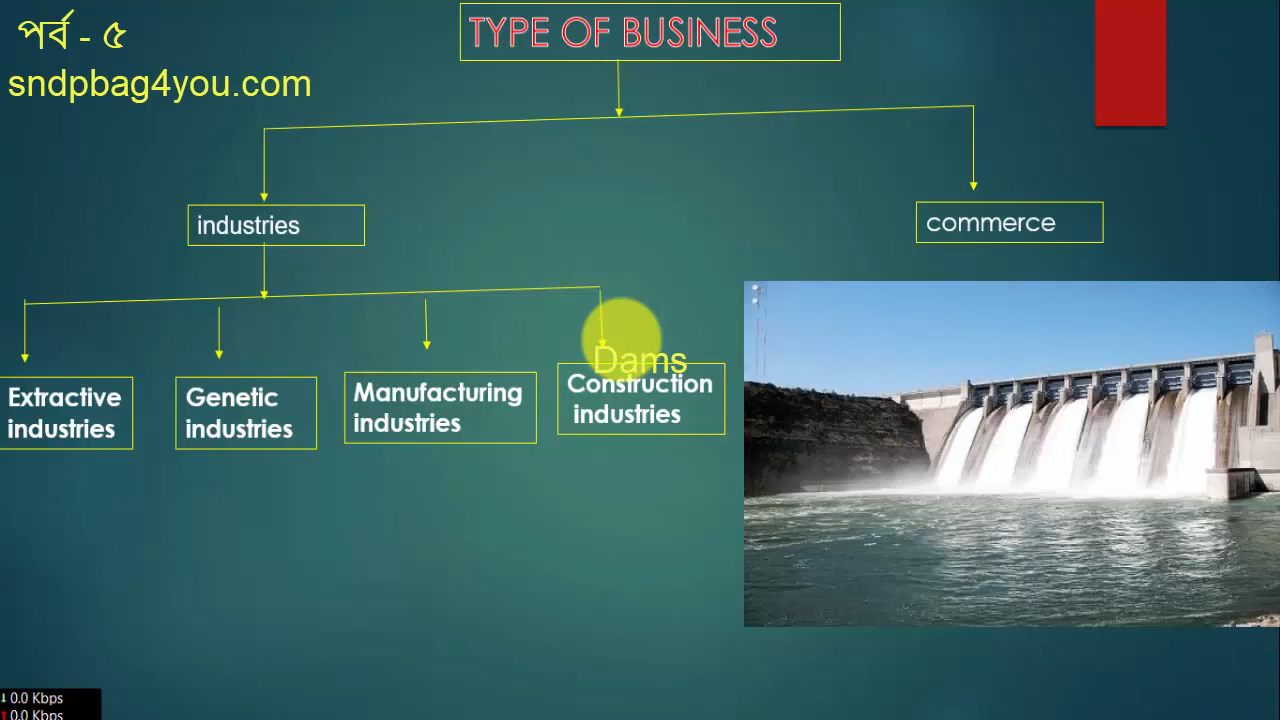 পর্ব - ৫
sndpbag4you.com
TYPE OF BUSINESS
industries
commerce
Dams
Extractive
industries
Genetic
industries
Manufacturing
industries
Construction
industries
0.0 Kbps
0.0 Kbps